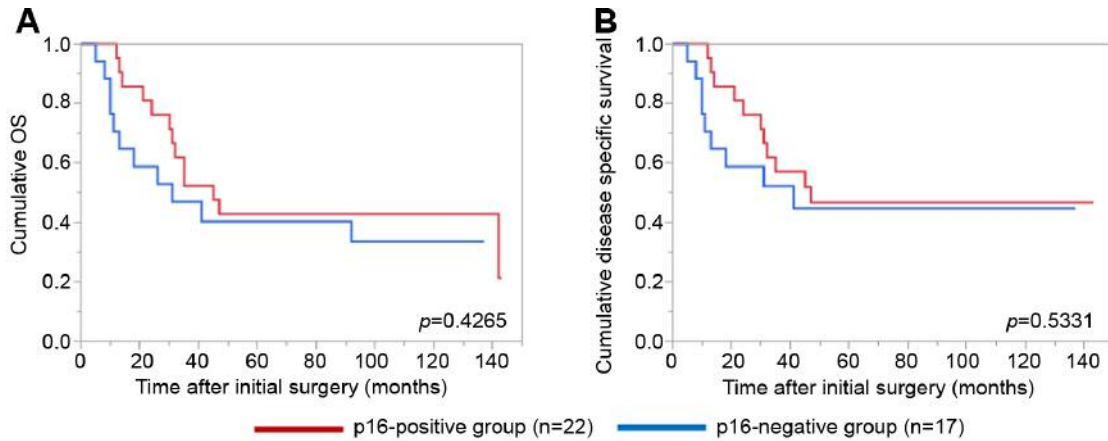 A
Cumulative OS
1.0
0.8
0.6
0.4
0.2
0.0
p=0.4265
0 20 40 60 80 100 120 140
Time after initial surgery (months)
B
Cumulative disease specific survival
1.0
0.8
0.6
0.4
0.2
0.0
p=0.5331
0 20 40 60 80 100 120 140
Time after initial surgery (months)
p16-positive group (n=22) p16-negative group (n=17)